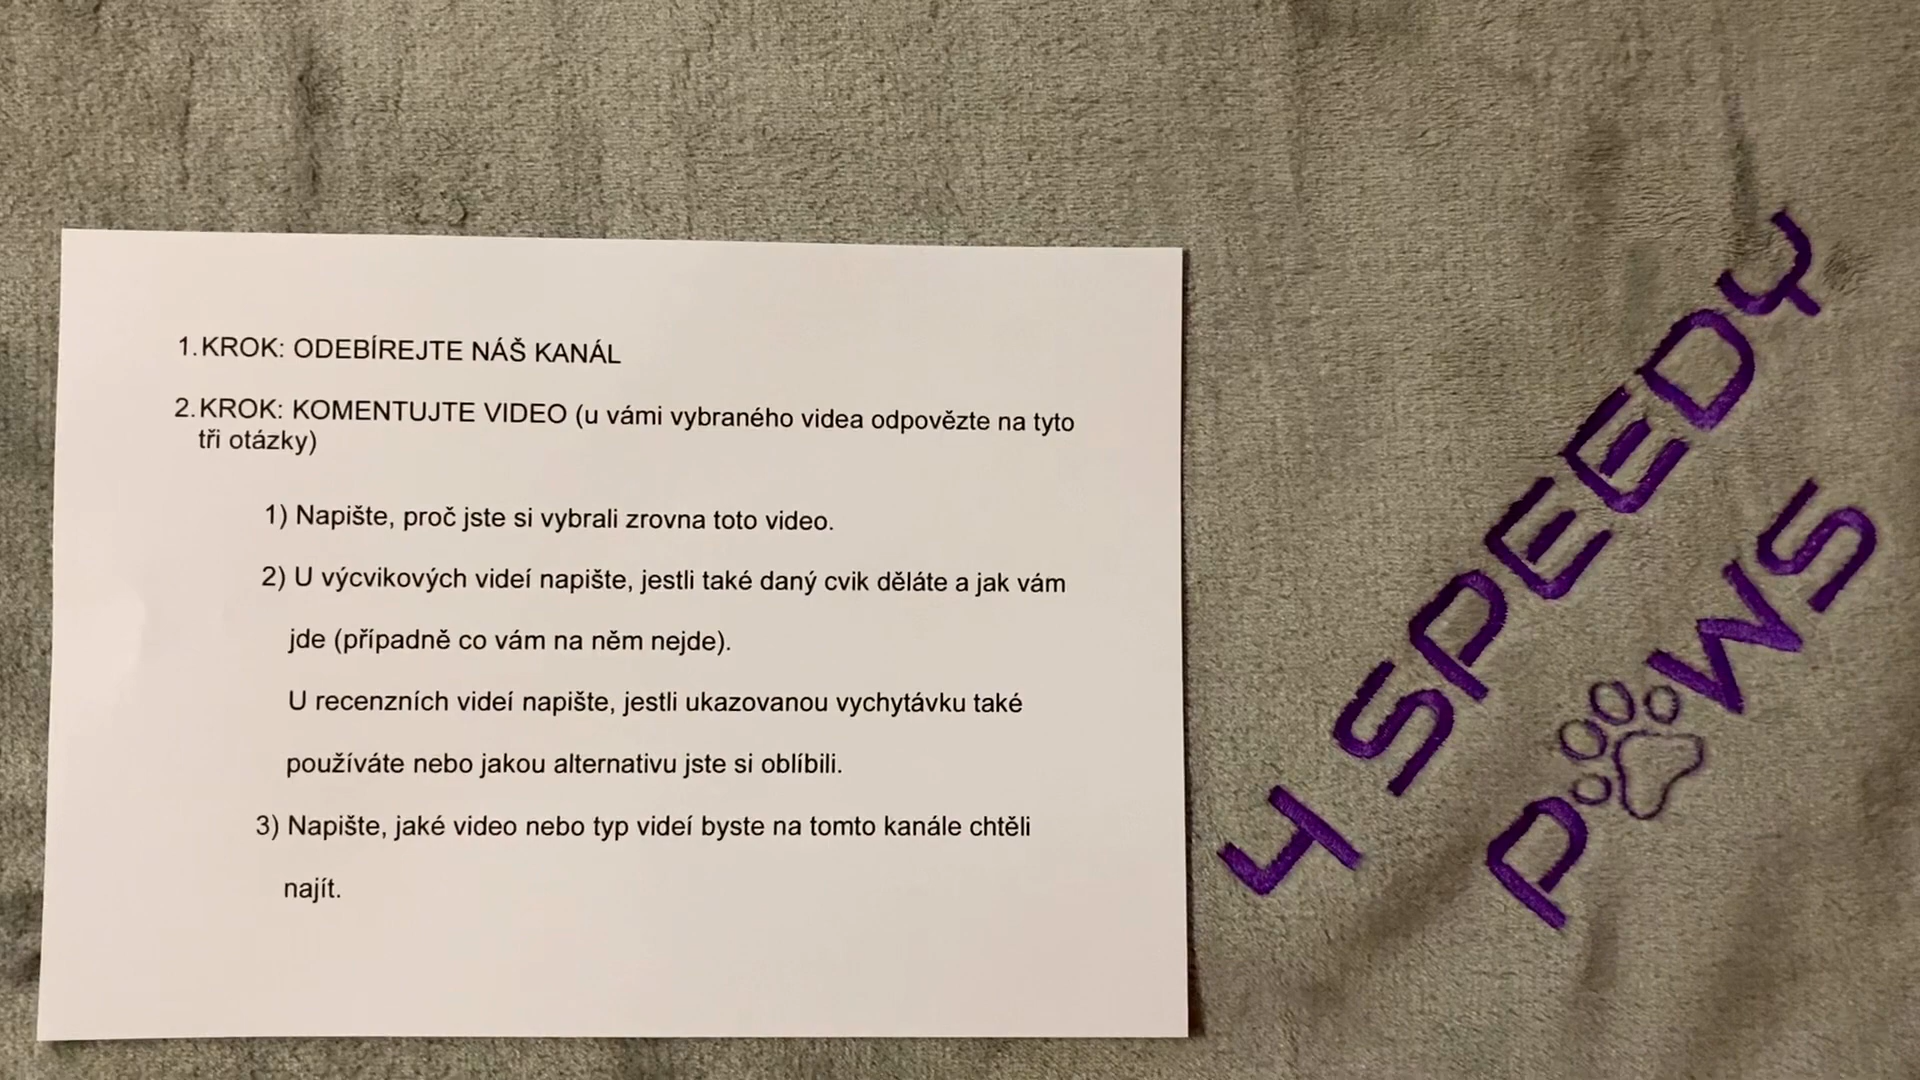 1. KROK: ODEBÍREJTE NÁŠ KANÁL
2. KROK: KOMENTUJTE VIDEO (u vámi vybraného videa odpovězte na tyto
tři otázky)
1) Napište, proč jste si vybrali zrovna toto video.
2) U výcvikových videí napište, jestli také daný cvik děláte a jak vám
jde (případně co vám na něm nejde).
U recenzních videí napište, jestli ukazovanou vychytávku také
používáte nebo jakou alternativu jste si oblíbili.
3) Napište, jaké video nebo typ videí byste na tomto kanále chtěli
najít.
4 SPEEDY
PAWS